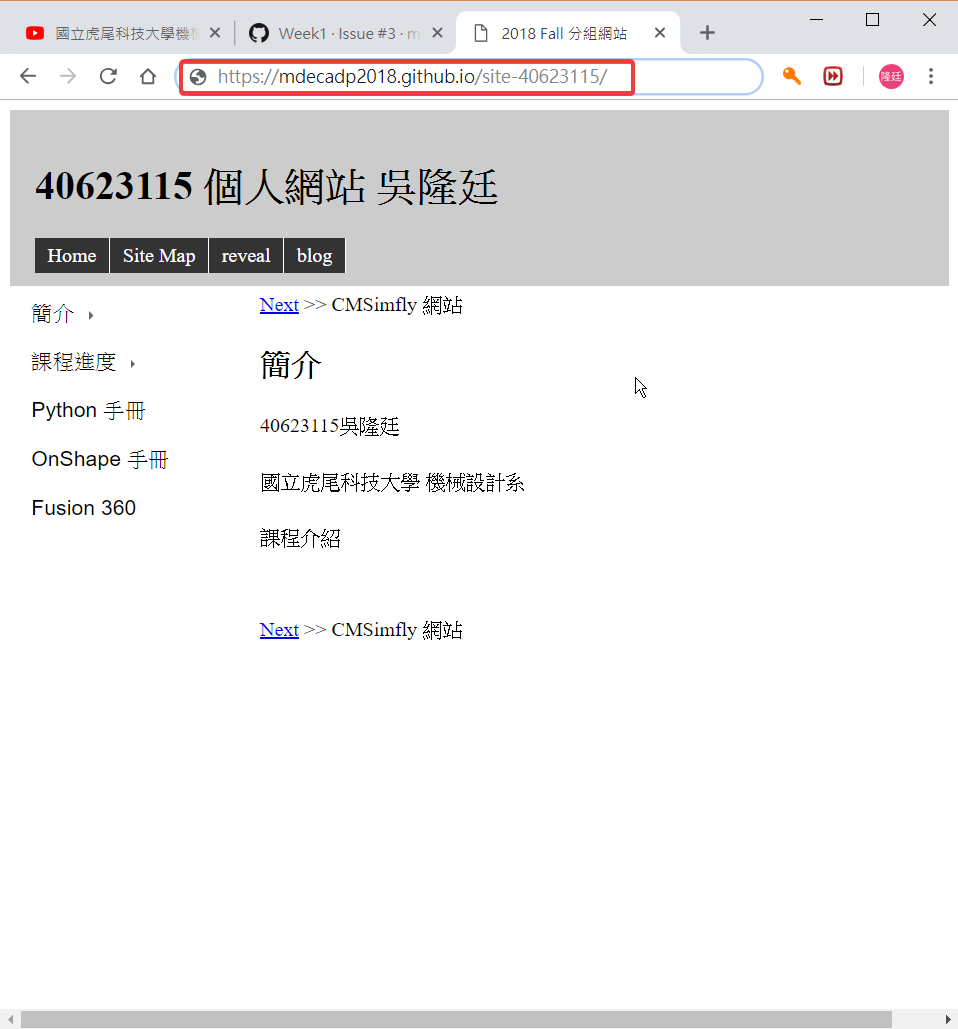 國立虎尾科技大學機
Week1 · Issue #3 · m
2018 Fall 分組網站
https://mdecadp2018.github.io/site-40623115/
隆廷
40623115 個人網站 吳隆廷
Home Site Map reveal blog
簡介
課程進度
Python 手冊
OnShape 手冊
Fusion 360
Next >> CMSimfly 網站
簡介
40623115吳隆廷
國立虎尾科技大學 機械設計系
課程介紹
Next >> CMSimfly 網站